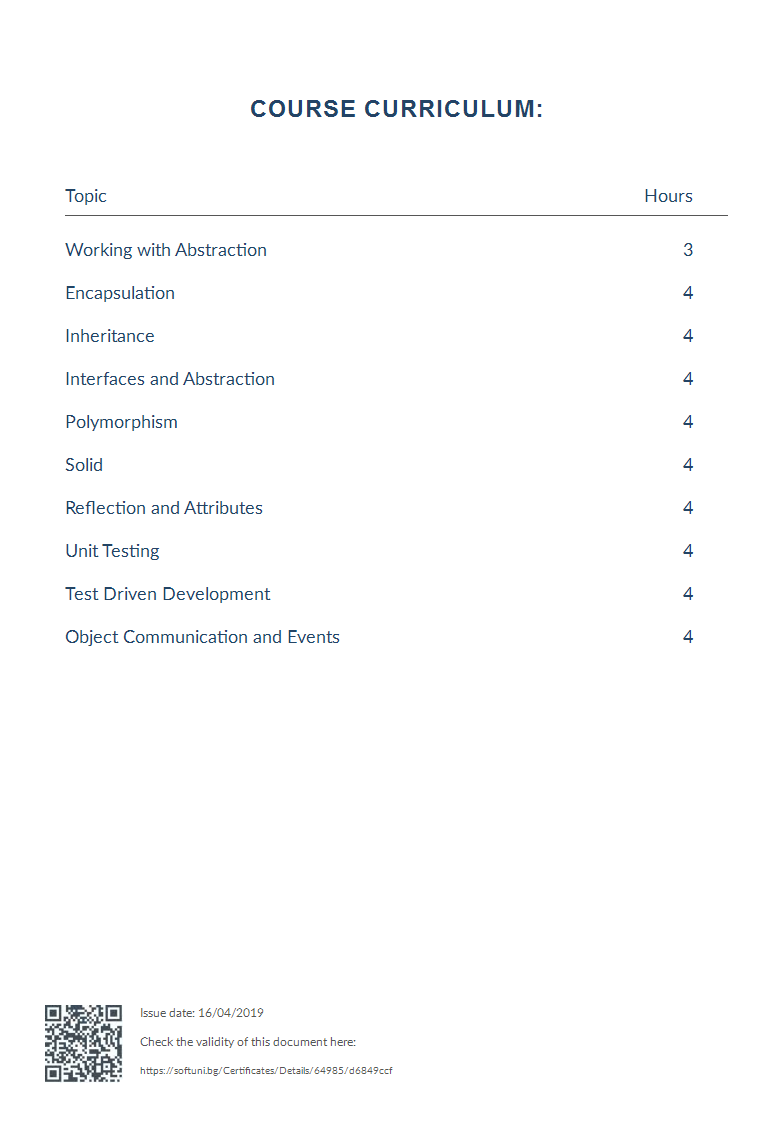 COURSE CURRICULUM:
Topic Hours
Working with Abstraction 3
Encapsulation 4
Inheritance 4
Interfaces and Abstraction 4
Polymorphism 4
Solid 4
Reflection and Attributes 4
Unit Testing 4
Test Driven Development 4
Object Communication and Events 4
Issue date: 16/04/2019
Check the validity of this document here:
https://softuni.bg/Certificates/Details/64985/d6849ccf